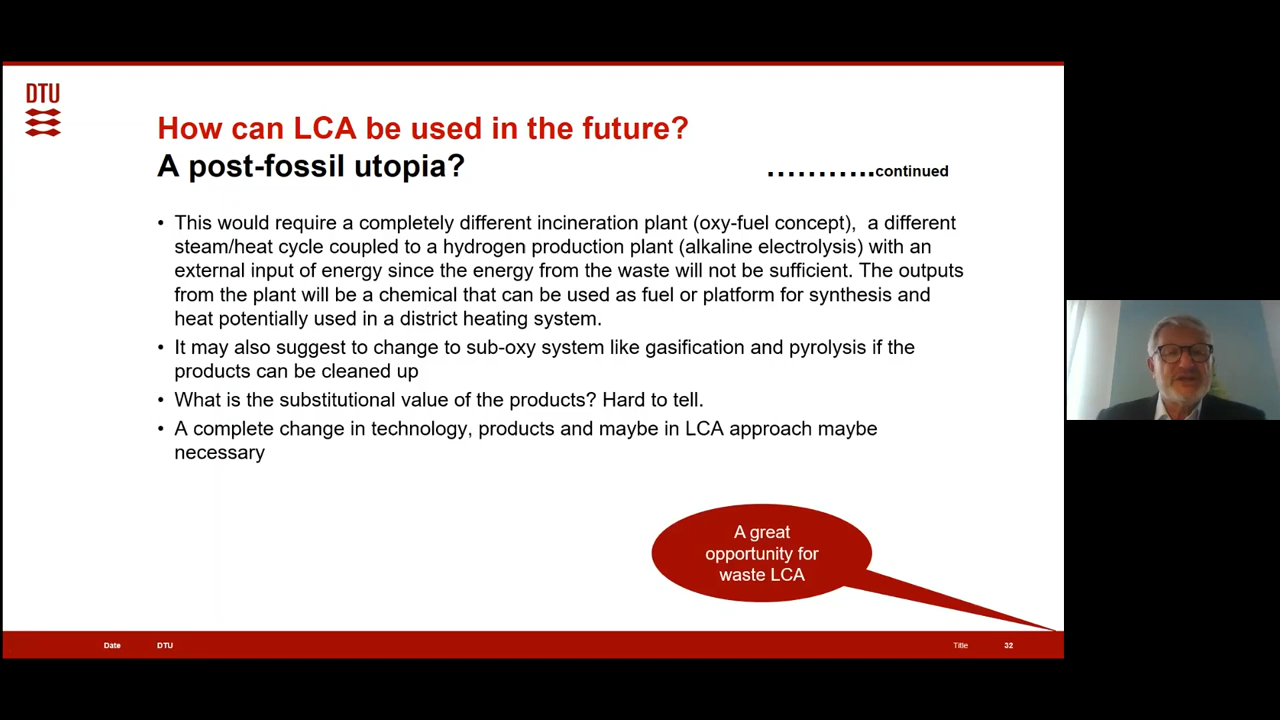 DTU
How can LCA be used in the future?
A post-fossil utopia?
...........continued
• This would require a completely different incineration plant (oxy-fuel concept), a different
steam/heat cycle coupled to a hydrogen production plant (alkaline electrolysis) with an
external input of energy since the energy from the waste will not be sufficient. The outputs
from the plant will be a chemical that can be used as fuel or platform for synthesis and
heat potentially used in a district heating system.
• It may also suggest to change to sub-oxy system like gasification and pyrolysis if the
products can be cleaned up
• What is the substitutional value of the products? Hard to tell.
• A complete change in technology, products and maybe in LCA approach maybe
necessary
A great
opportunity for
waste LCA
Date DTU Title 32